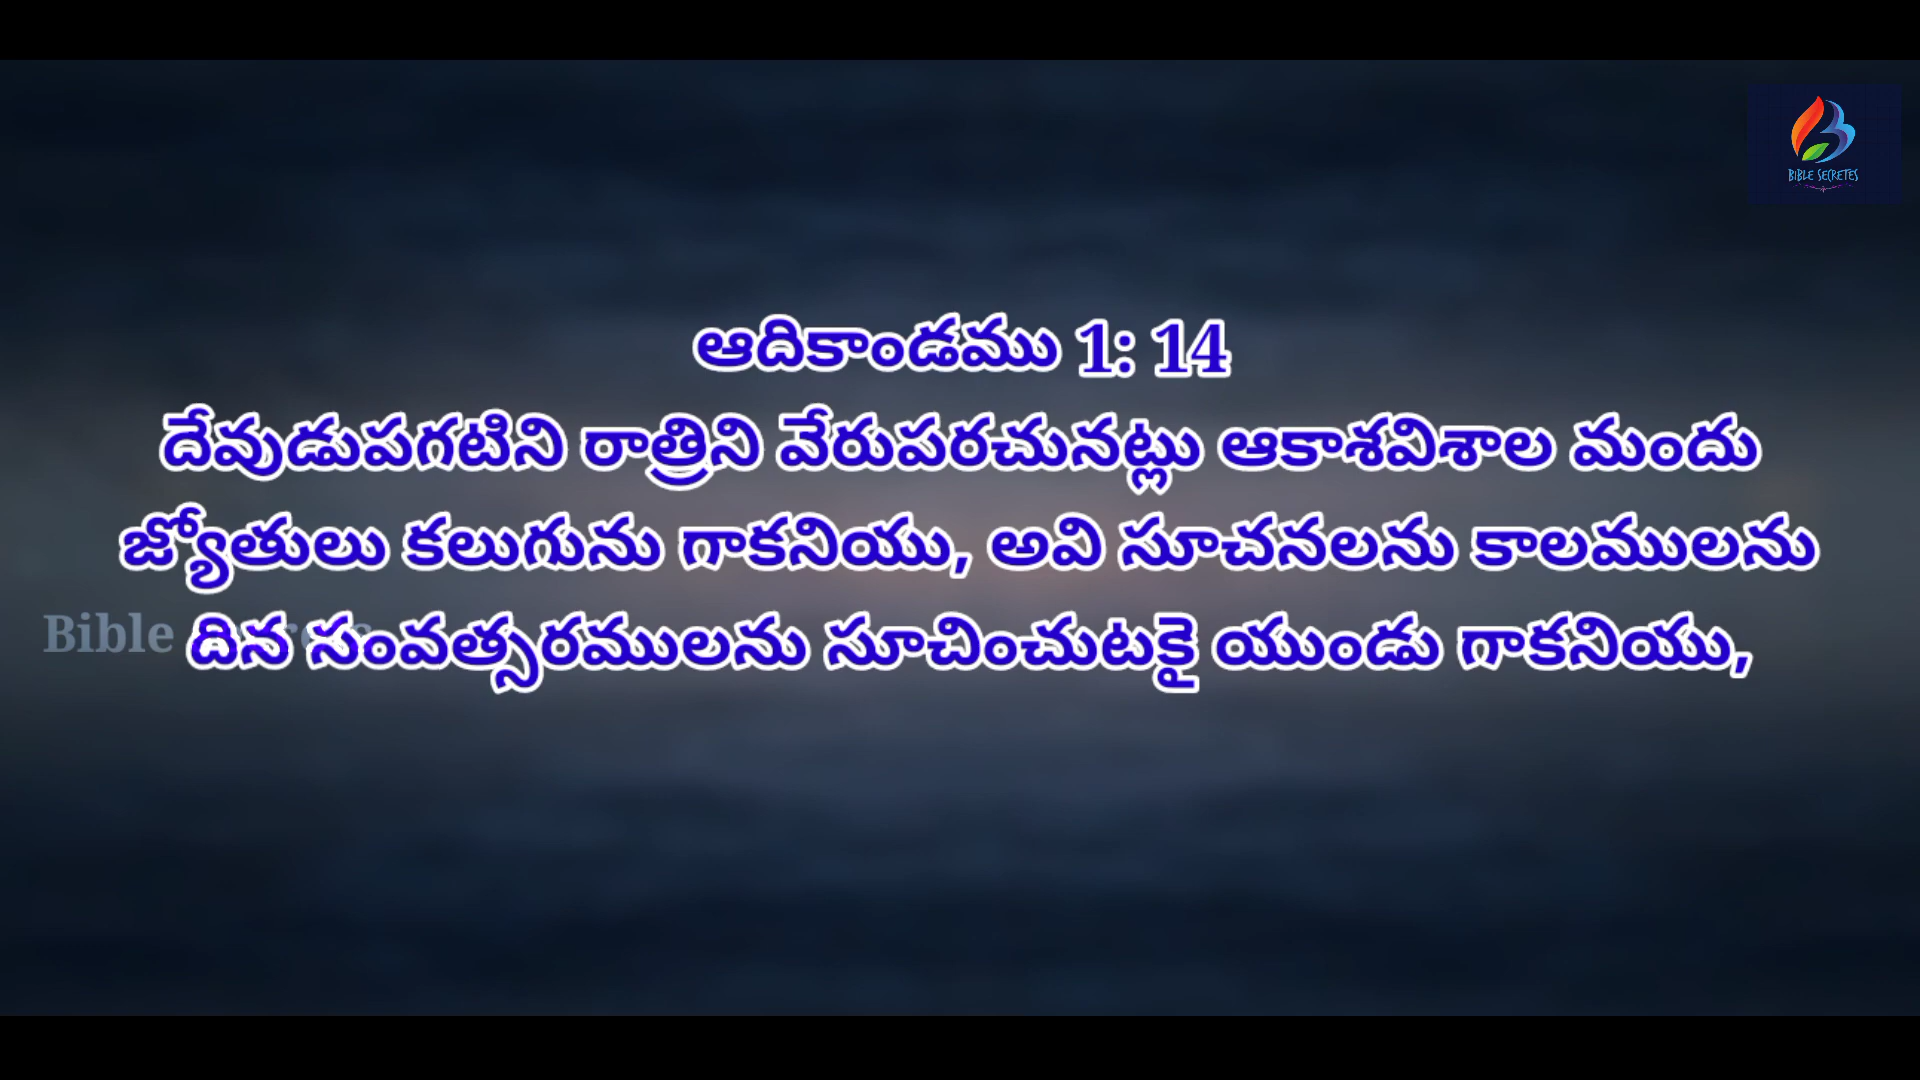 BIBLE SECRETES
ఆదికాండము 1: 14
దేవుడుపగటిని రాత్రిని వేరుపరచునట్లు ఆకాశవిశాల మందు
జ్యోతులు కలుగును గాకనియు, అవి సూచనలను కాలములను
Bible
దిన సంవత్సరములను సూచించుటకై యుండు గాకనియు,